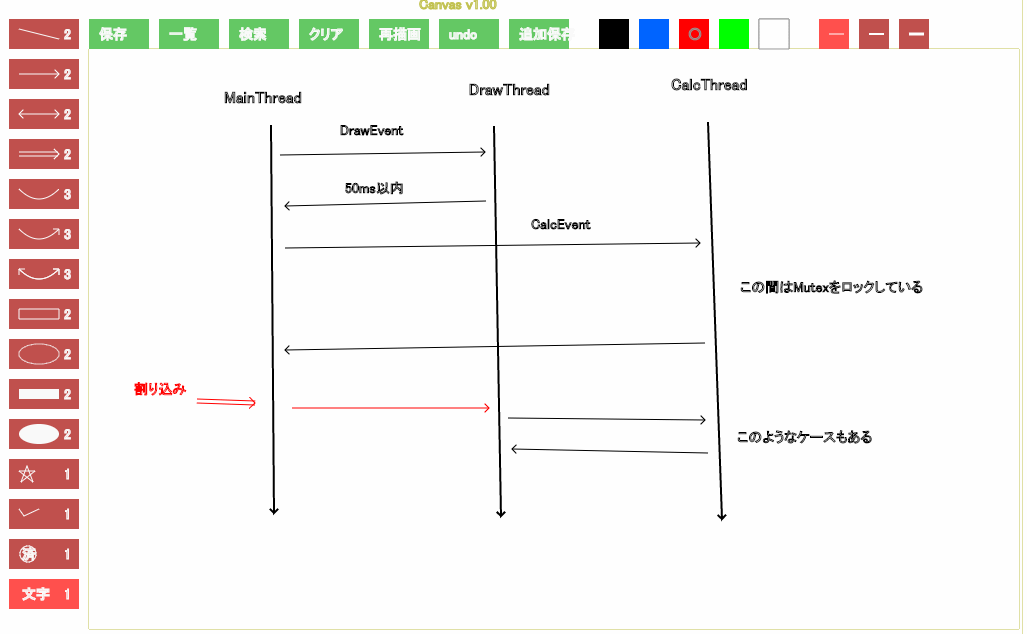 Canvas v1.00
保存 一覧 検索 クリア 再描画 undo 追加保存
2
2
2
2
3
3
3
2
2
2
2
1
1
済 1
文字 1
MainThread DrawThread CalcThread
DrawEvent
50ms以内
CalcEvent
この間はMutexをロックしている
割り込み
このようなケースもある